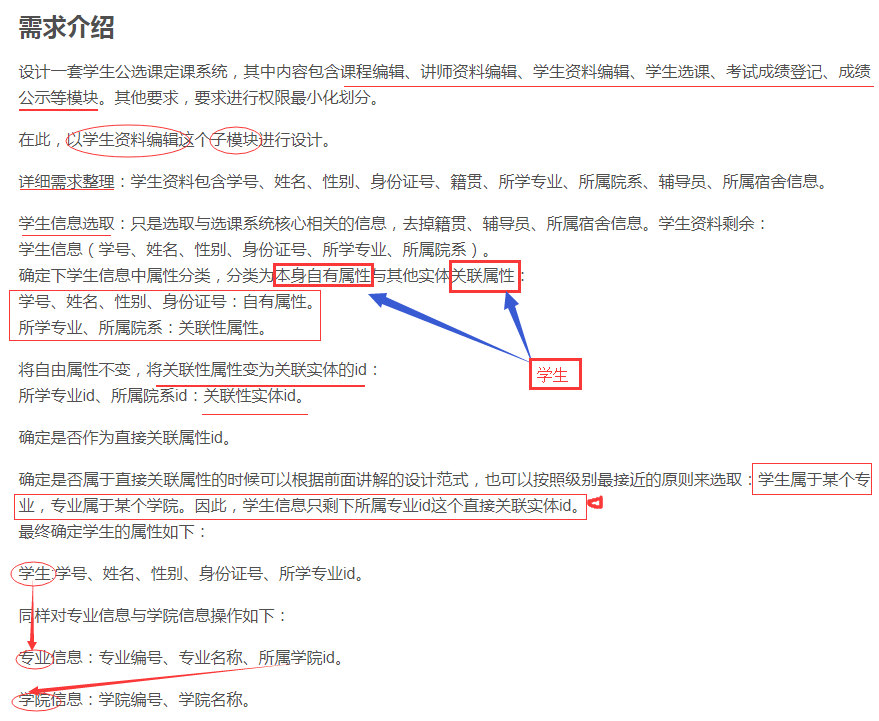 需求介绍
设计一套学生公选课定课系统，其中内容包含课程编辑、讲师资料编辑、学生资料编辑、学生选课、考试成绩登记、成绩
公示等模块。其他要求，要求进行权限最小化划分。
在此，以学生资料编辑这个子模块进行设计。
详细需求整理：学生资料包含学号、姓名、性别、身份证号、籍贯、所学专业、所属院系、辅导员、所属宿舍信息。
学生信息选取：只是选取与选课系统核心相关的信息，去掉籍贯、辅导员、所属宿舍信息。学生资料剩余：
学生信息（学号、姓名、性别、身份证号、所学专业、所属院系）。
确定下学生信息中属性分类，分类为本身自有属性与其他实体关联属性：
学号、姓名、性别、身份证号：自有属性。
所学专业、所属院系：关联性属性。
学生
将自由属性不变，将关联性属性变为关联实体的id：
所学专业id、所属院系id：关联性实体id。
确定是否作为直接关联属性id。
确定是否属于直接关联属性的时候可以根据前面讲解的设计范式，也可以按照级别最接近的原则来选取：学生属于某个专
业，专业属于某个学院。因此，学生信息只剩下所属专业id这个直接关联实体id。
最终确定学生的属性如下：
学生:学号、姓名、性别、身份证号、所学专业id。
同样对专业信息与学院信息操作如下：
专业信息：专业编号、专业名称、所属学院id。
学院信息：学院编号、学院名称。